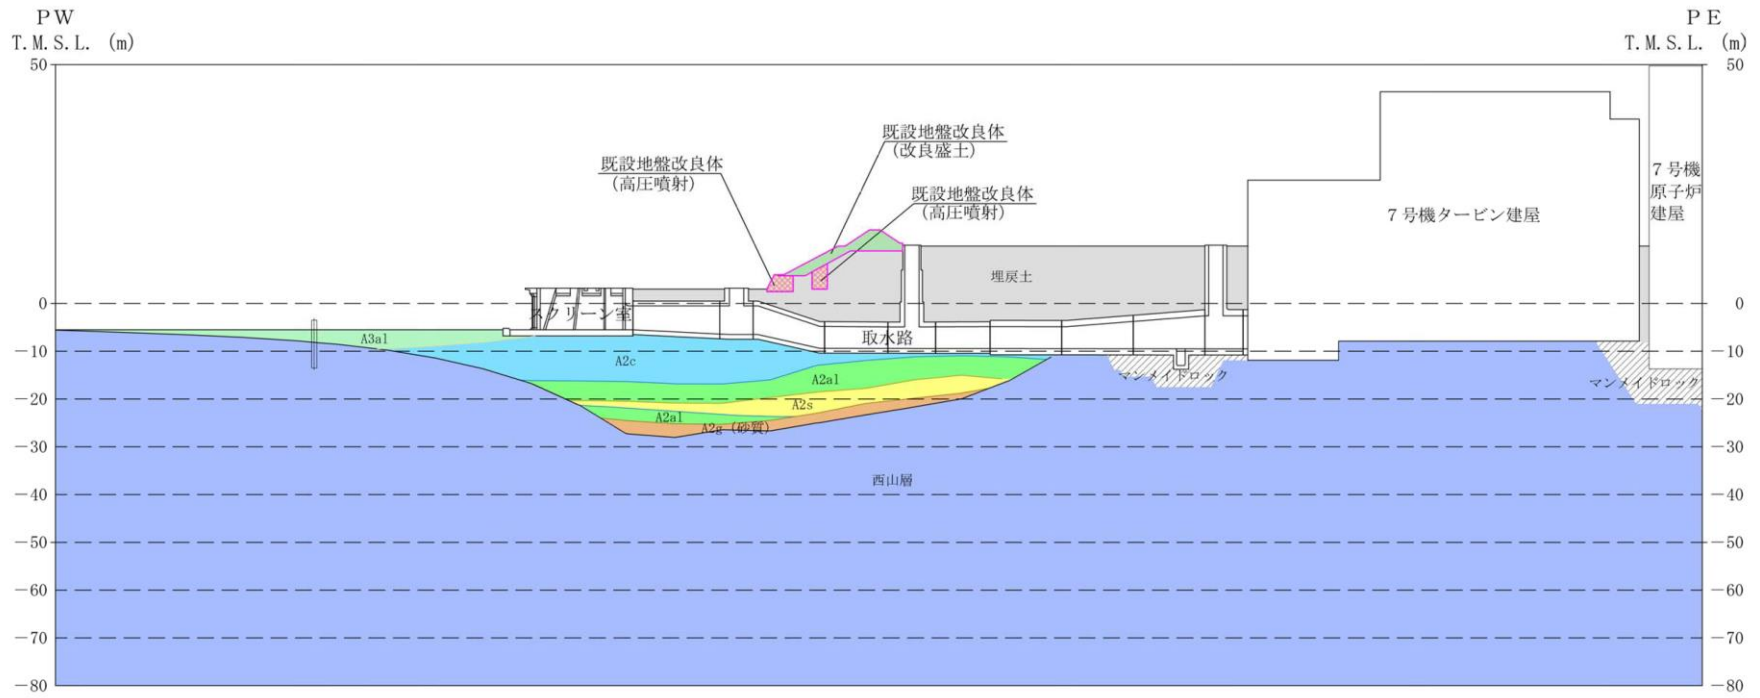 PW
T.M.S.L. (m)
PE
T.M.S.L. (m)
50
50
既設地盤改良体
(改良盛土)
既設地盤改良体
(高圧噴射)
既設地盤改良体
(高圧噴射)
7号機
原子炉
建屋
7号機タービン建屋
埋戻土
0
0
スクリーン室
取水路
A3al
-10
-10
A2c
マンメイドロック
マンメイドロック
A2al
-20
-20
A2s
A2al
A2g(砂質)
-30
-30
西山層
-40
-40
-50
-50
-60
-60
-70
-70
-80
-80